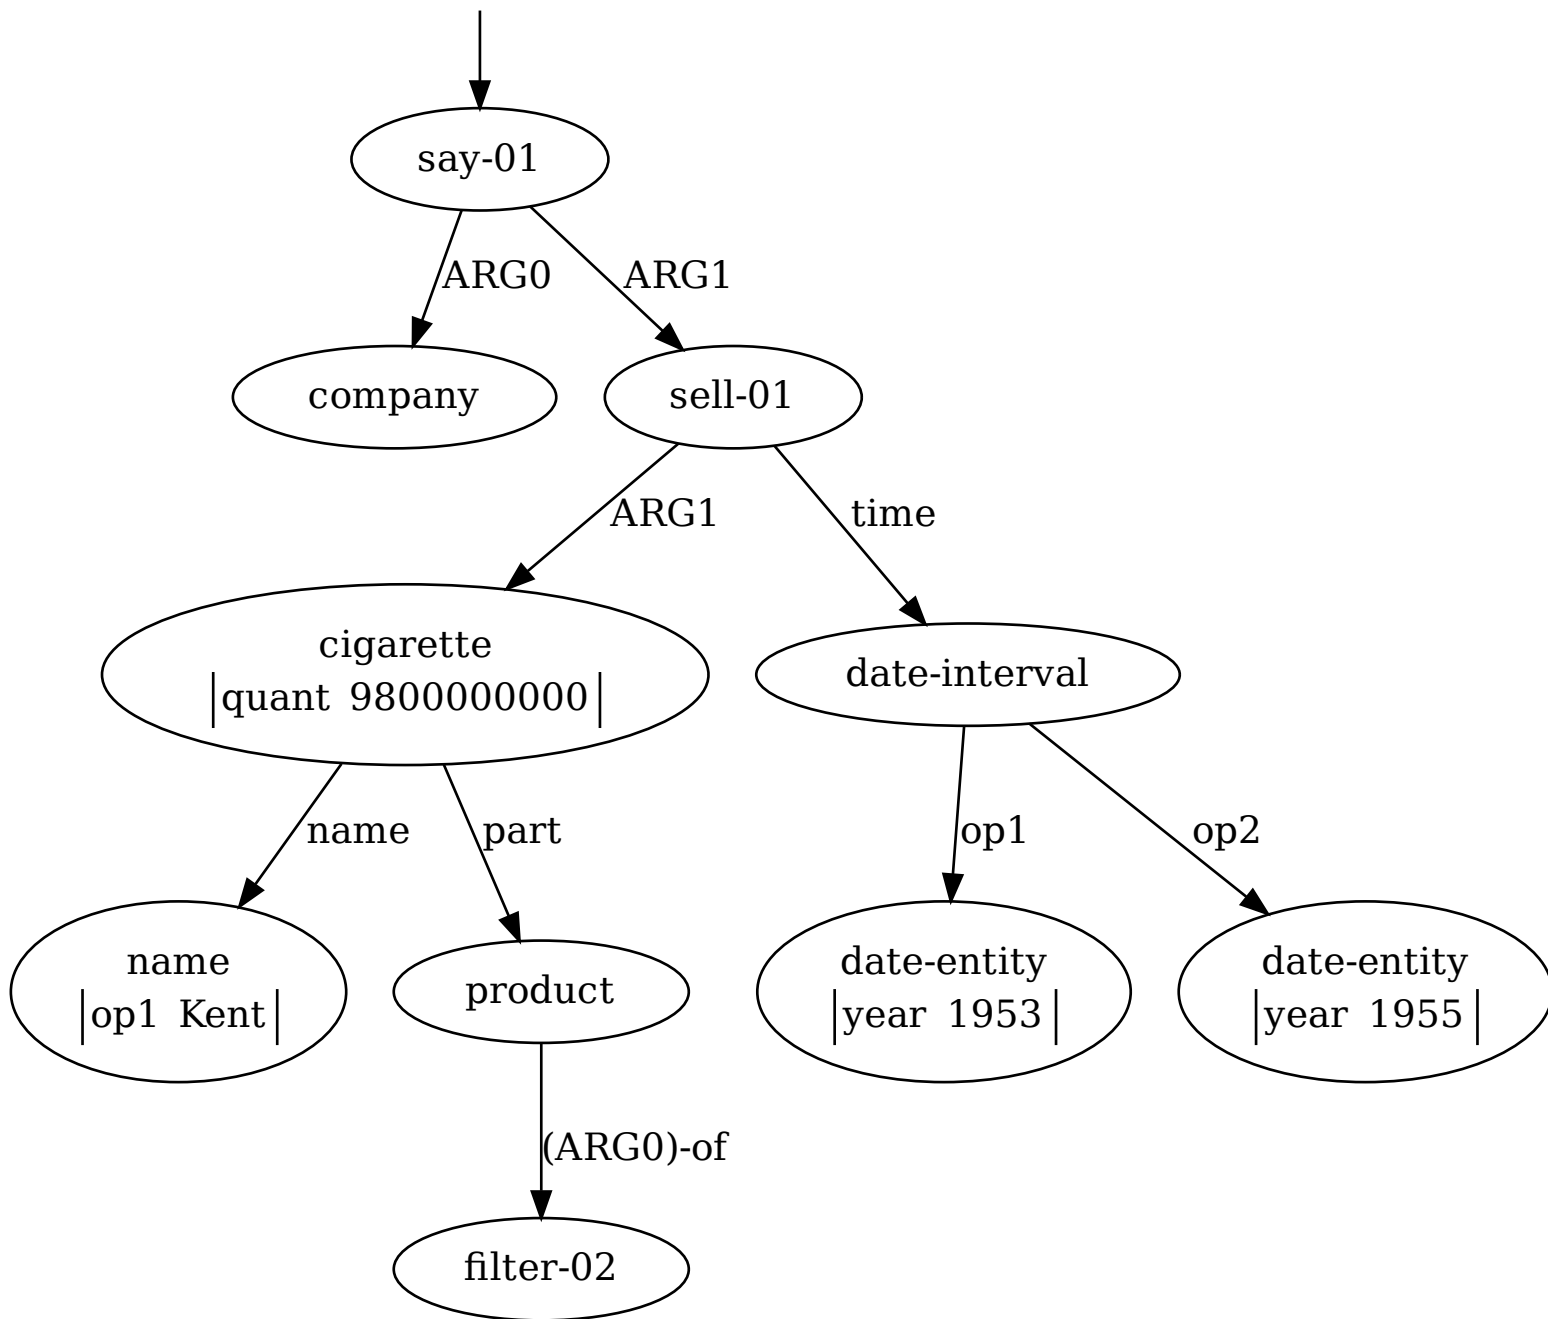 say-01
ARG0
ARG1
company
sell-01
ARG1
time
cigarette
|quant 9800000000|
date-interval
name
part
op1
op2
name
|op1 Kent|
product
date-entity
|year 1953|
date-entity
|year 1955|
(ARG0)-of
filter-02